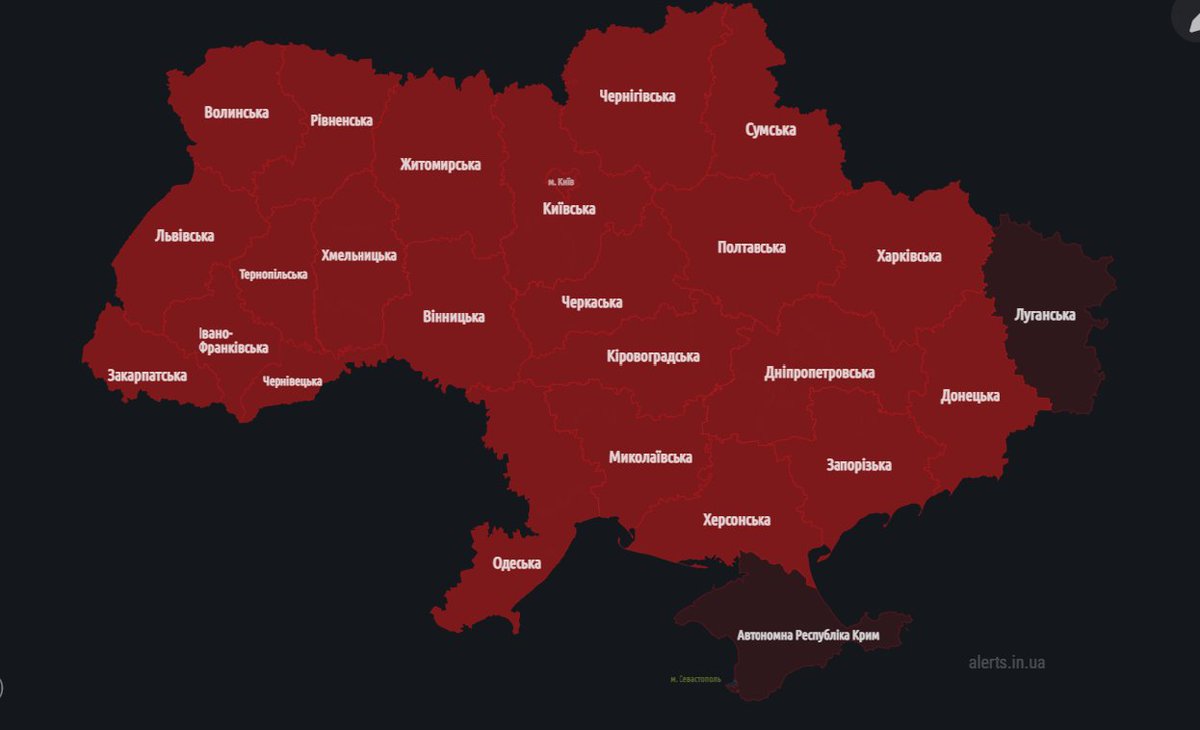 Чернігівська
Волинська
Рівненська
Сумська
Житомирська
м. Київ
Київська
Львівська
Полтавська
Хмельницька
Харківська
Тернопільська
Черкаська
Вінницька
Луганська
Івано-
Франківська
Кіровоградська
Закарпатська
Чернівецька
Дніпропетровська
Донецька
Миколаївська
Запорізька
Херсонська
Одеська
Автономна Республіка Крим
alerts.in.ua
м. Севастополь